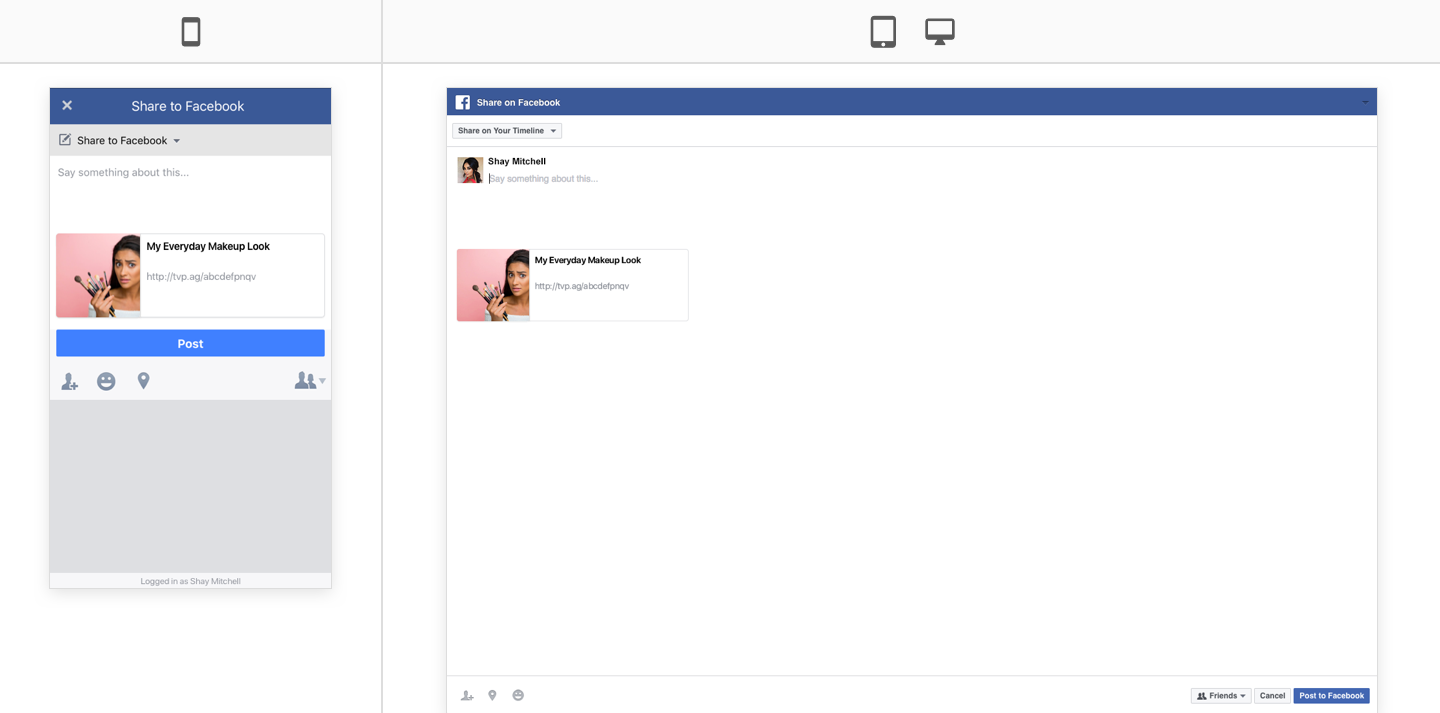 Share to Facebook
Share to Facebook
Say something about this...
My Everyday Makeup Look
http://tvp.ag/abcdefpnqv
Post
Logged in as Shay Mitchell
Share on Facebook
Share on Your Timeline
Shay Mitchell
Say something about this...
My Everyday Makeup Look
http://tvp.ag/abcdefpnqv
Friends Cancel Post to Facebook